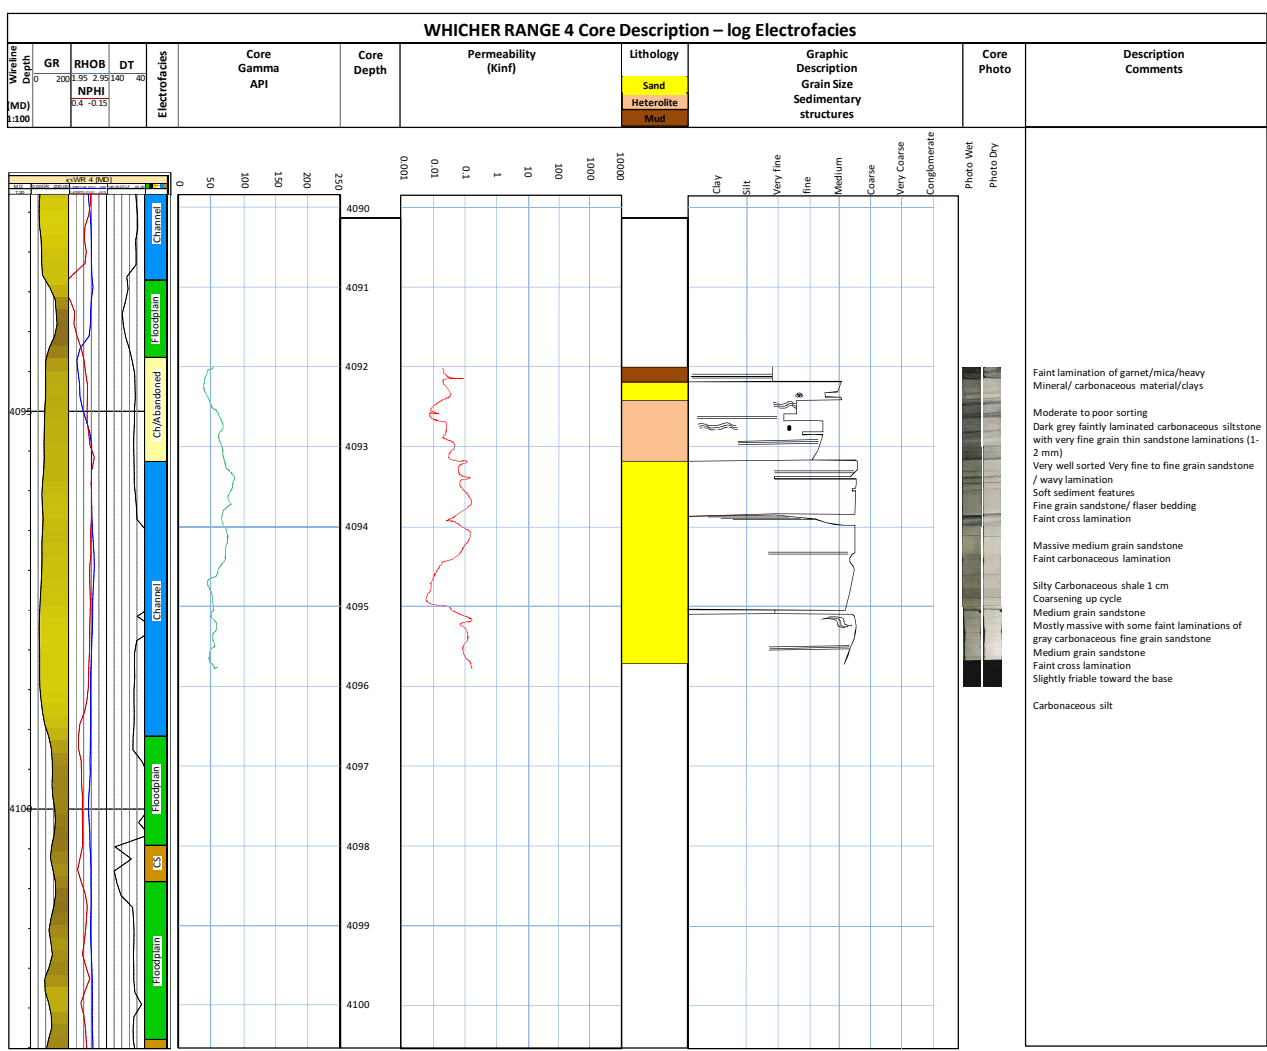 WHICHER RANGE 4 Core Description – log Electrofacies
Wireline
Depth
(MD)
1:100
GR
0 200
RHOB
1.95 2.95
NPHI
0.4 -0.15
DT
140 40
Electrofacies
Core
Gamma
API
Core
Depth
Permeability
(Kinf)
Lithology
Sand
Heterolite
Mud
Graphic
Description
Grain Size
Sedimentary
structures
Core
Photo
Description
Comments
WR 4 [MD]
0
50
100
150
200
250
0.001
0.01
0.1
1
10
100
1000
10000
Clay
Silt
Very fine
fine
Medium
Coarse
Very Coarse
Conglomerate
Photo Wet
Photo Dry
4095
4100
Channel
Floodplain
Ch/Abandoned
Channel
Floodplain
CS
Floodplain
4090
4091
4092
4093
4094
4095
4096
4097
4098
4099
4100
Faint lamination of garnet/mica/heavy
Mineral/ carbonaceous material/clays
Moderate to poor sorting
Dark grey faintly laminated carbonaceous siltstone
with very fine grain thin sandstone laminations (1-
2 mm)
Very well sorted Very fine to fine grain sandstone
/ wavy lamination
Soft sediment features
Fine grain sandstone/ flaser bedding
Faint cross lamination
Massive medium grain sandstone
Faint carbonaceous lamination
Silty Carbonaceous shale 1 cm
Coarsening up cycle
Medium grain sandstone
Mostly massive with some faint laminations of
gray carbonaceous fine grain sandstone
Medium grain sandstone
Faint cross lamination
Slightly friable toward the base
Carbonaceous silt